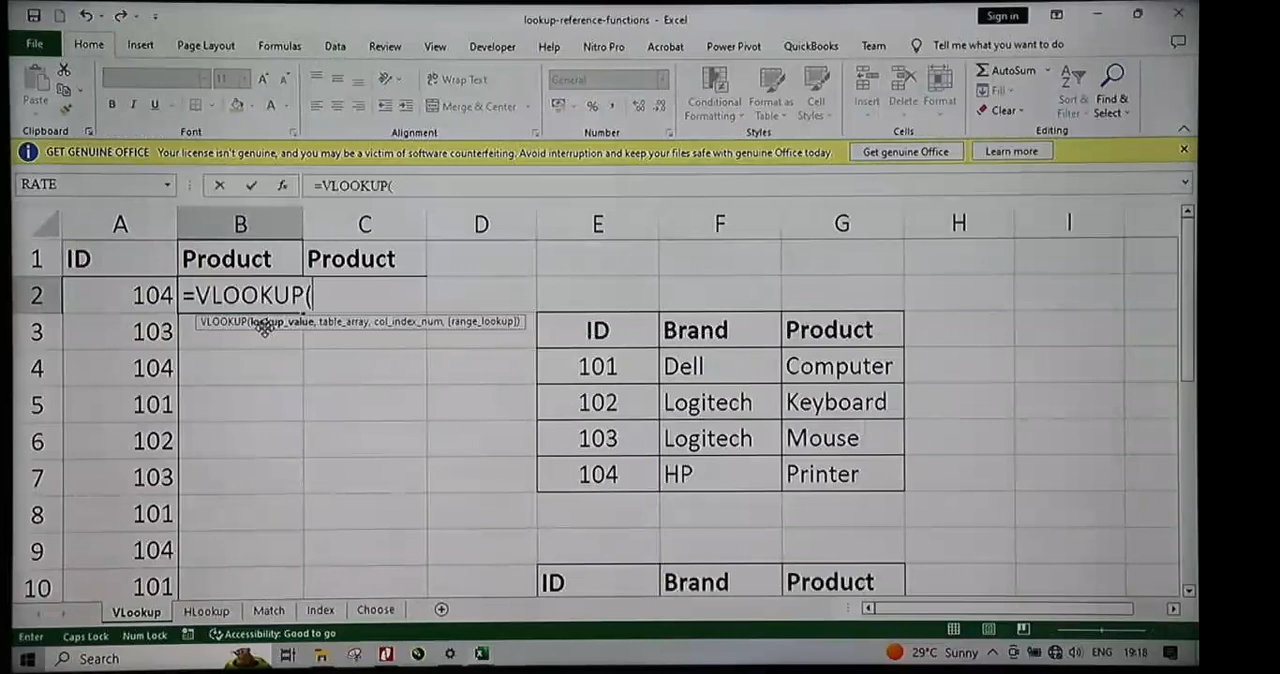 lookup-reference-functions - Excel
Sign in
File Home Insert Page Layout Formulas Data Review View Developer Help Nitro Pro Acrobat Power Pivot QuickBooks Team Tell me what you want to do
11 A A Wrap Text General AutoSum
Paste B I U A Merge & Center % Conditional Formatting Format as Table Cell Styles Insert Delete Format Fill Clear Sort & Filter Find & Select
Clipboard Font Alignment Number Styles Cells Editing
GET GENUINE OFFICE Your license isn't genuine, and you may be a victim of software counterfeiting. Avoid interruption and keep your files safe with genuine Office today. Get genuine Office Learn more
RATE fx =VLOOKUP(
A B C D E F G H I
1 ID Product Product
2 104 =VLOOKUP(
VLOOKUP(lookup_value, table_array, col_index_num, [range_lookup])
3 103 ID Brand Product
4 104 101 Dell Computer
5 101 102 Logitech Keyboard
6 102 103 Logitech Mouse
7 103 104 HP Printer
8 101
9 104
10 101 ID Brand Product
VLookup HLookup Match Index Choose
Enter Caps Lock Num Lock Accessibility: Good to go
Search 29°C Sunny ENG 19:18